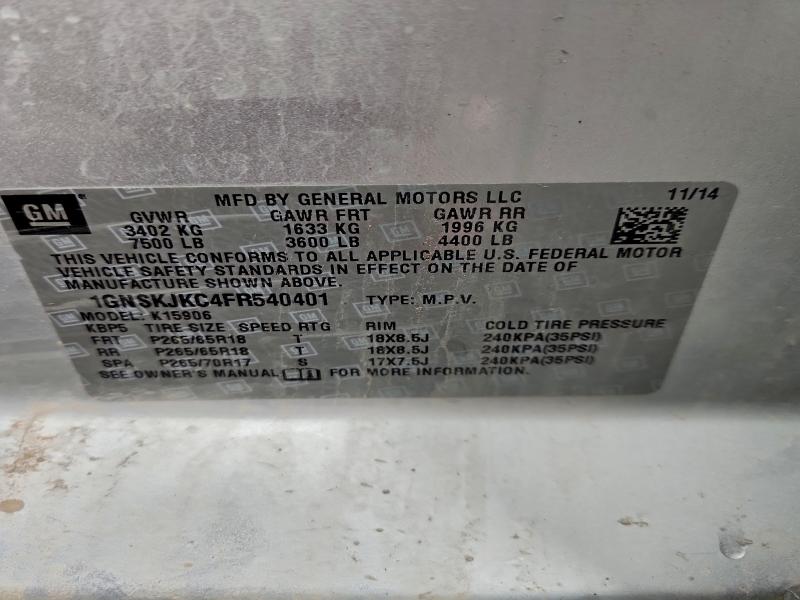 GM
MFD BY GENERAL MOTORS LLC 11/14
GVWR GAWR FRT GAWR RR
3402 KG 1633 KG 1996 KG
7500 LB 3600 LB 4400 LB
THIS VEHICLE CONFORMS TO ALL APPLICABLE U.S. FEDERAL MOTOR
VEHICLE SAFETY STANDARDS IN EFFECT ON THE DATE OF
MANUFACTURE SHOWN ABOVE.
1GNSKJKC4FR540401 TYPE: M.P.V.
MODEL: K15906
KBP5 TIRE SIZE SPEED RTG RIM COLD TIRE PRESSURE
FRT P265/65R18 T 18X8.5J 240KPA(35PSI)
RR P265/65R18 T 18X8.5J 240KPA(35PSI)
SPA P265/70R17 S 17X7.5J 240KPA(35PSI)
SEE OWNER'S MANUAL FOR MORE INFORMATION.